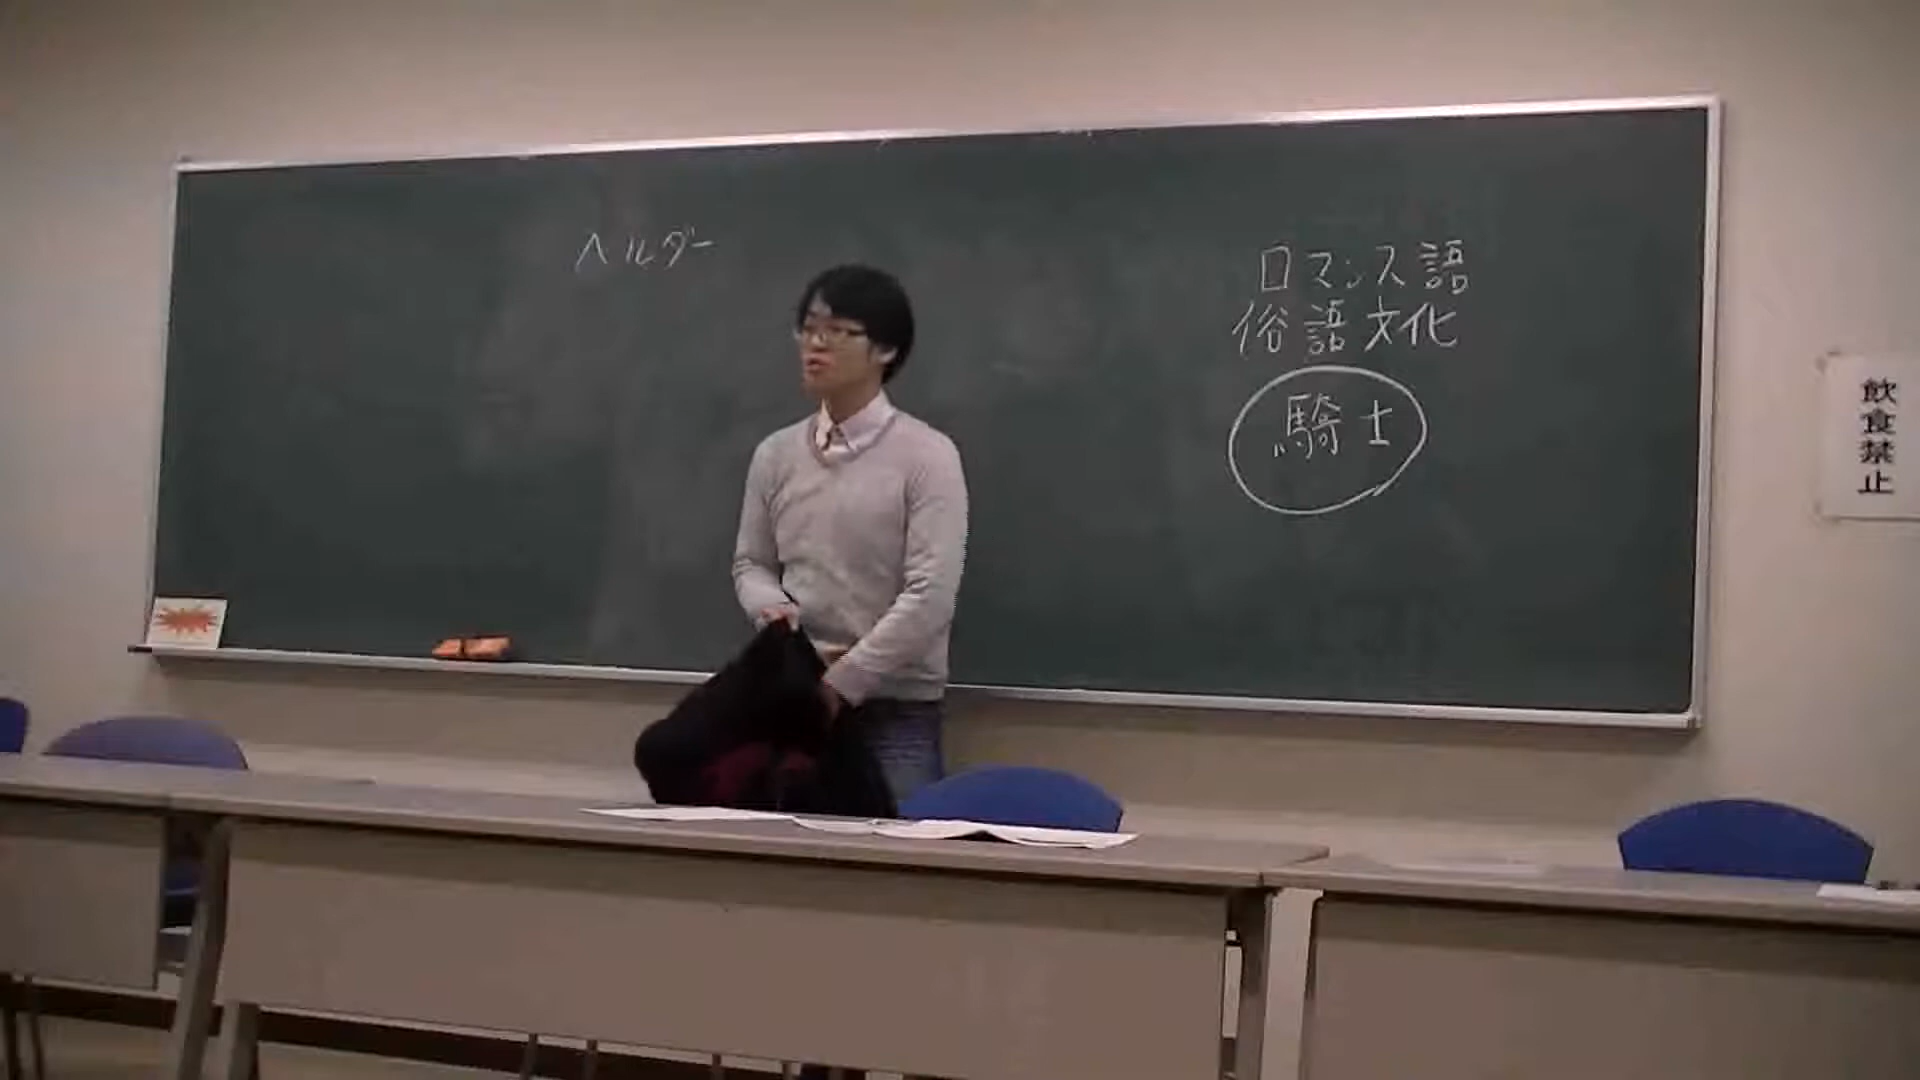 ヘルダー
ロマンス語
俗語文化
騎士
飲食禁止